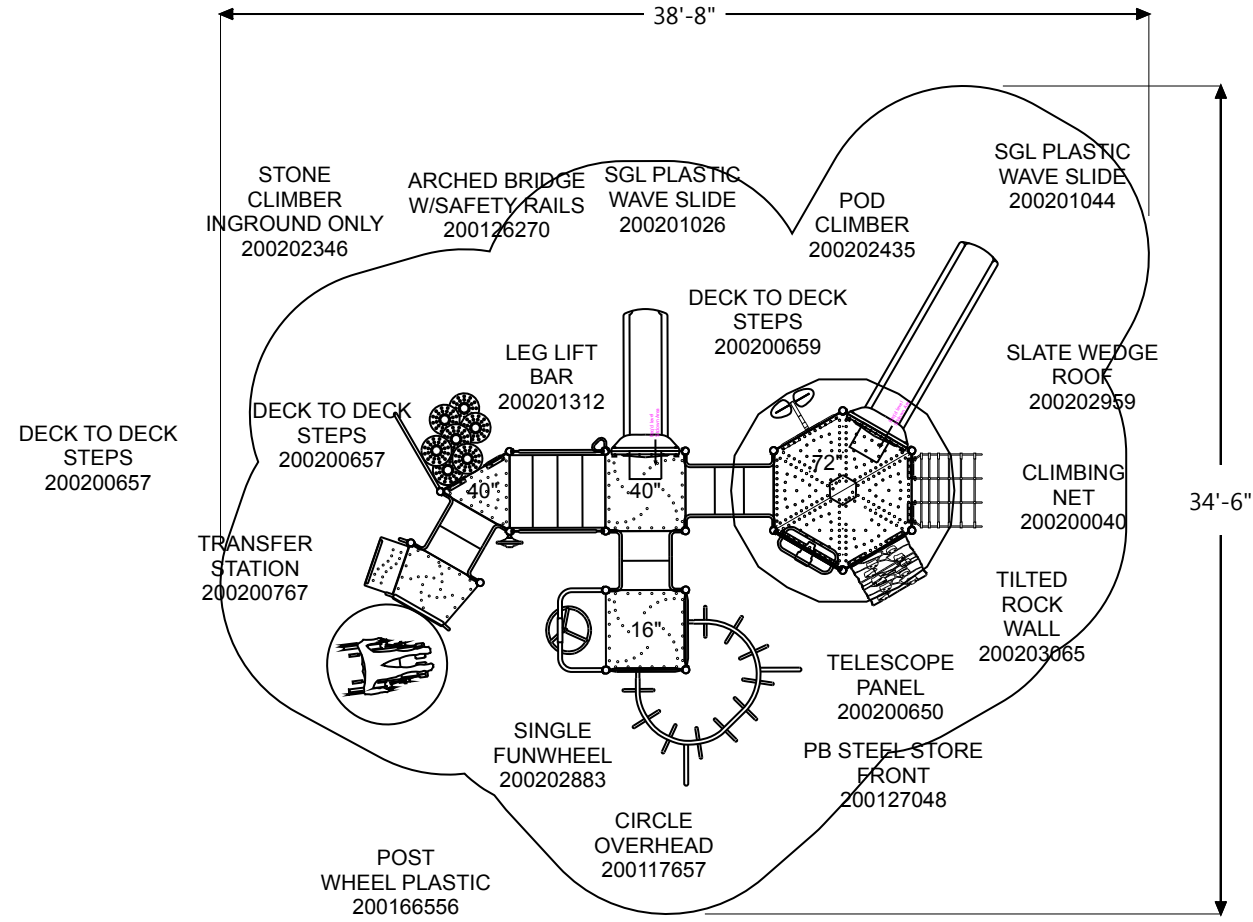 38'-8"
SGL PLASTIC
WAVE SLIDE
200201044
STONE
CLIMBER
INGROUND ONLY
200202346
ARCHED BRIDGE
W/SAFETY RAILS
200126270
SGL PLASTIC
WAVE SLIDE
200201026
POD
CLIMBER
200202435
DECK TO DECK
STEPS
200200659
LEG LIFT
BAR
200201312
SLATE WEDGE
ROOF
200202959
DECK TO DECK
STEPS
200200657
DECK TO DECK
STEPS
200200657
40"
40"
72"
CLIMBING
NET
200200040
34'-6"
TRANSFER
STATION
200200767
16"
TILTED
ROCK
WALL
200203065
TELESCOPE
PANEL
200200650
SINGLE
FUNWHEEL
200202883
PB STEEL STORE
FRONT
200127048
CIRCLE
OVERHEAD
200117657
POST
WHEEL PLASTIC
200166556